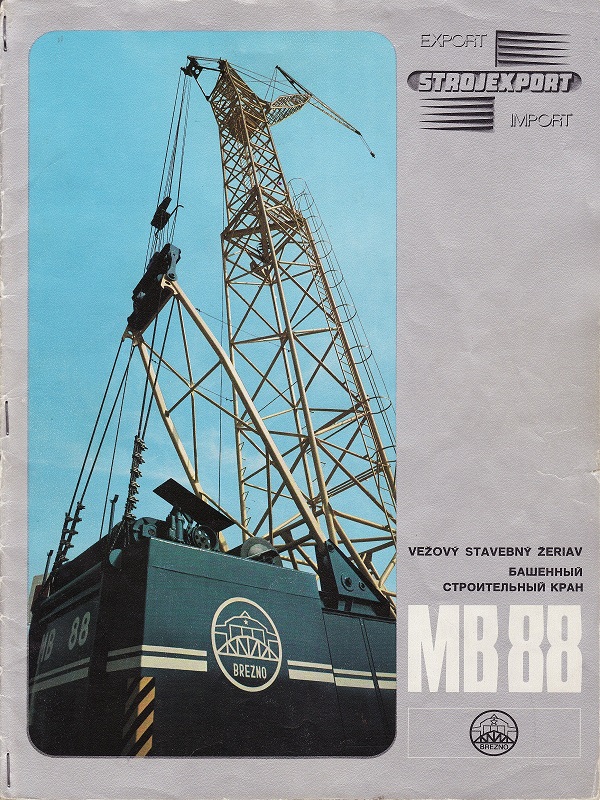 EXPORT
STROJEXPORT
IMPORT
VEŽOVÝ STAVEBNÝ ŽERIAV
БАШЕННЫЙ
СТРОИТЕЛЬНЫЙ КРАН
MB 88
BREZNO
MB 88
BREZNO